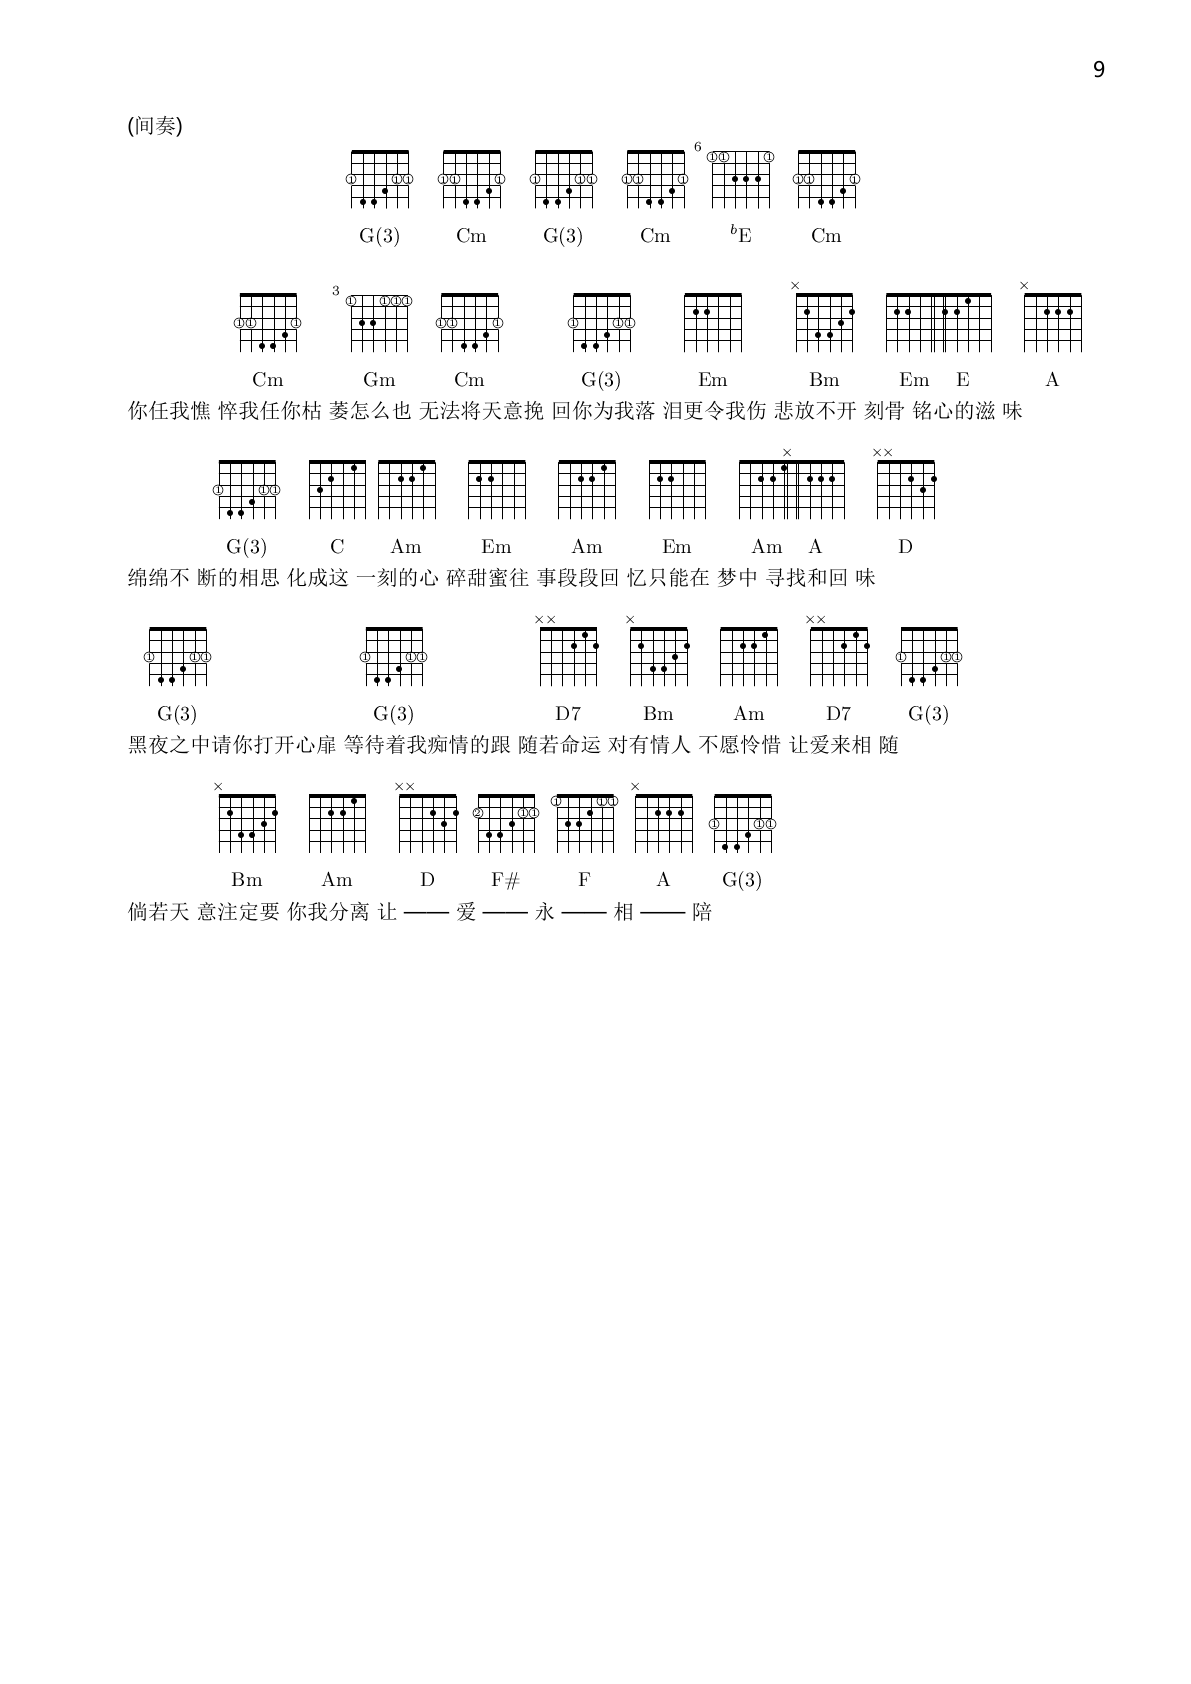 9
(间奏)
6
G(3) Cm G(3) Cm ᵇE Cm
× ×
3
Cm Gm Cm G(3) Em Bm Em E A
你任我憔 悴我任你枯 萎怎么也 无法将天意挽 回你为我落 泪更令我伤 悲放不开 刻骨 铭心的滋 味
× ××
G(3) C Am Em Am Em Am A D
绵绵不 断的相思 化成这 一刻的心 碎甜蜜往 事段段回 忆只能在 梦中 寻找和回 味
×× × ××
G(3) G(3) D7 Bm Am D7 G(3)
黑夜之中请你打开心扉 等待着我痴情的跟 随若命运 对有情人 不愿怜惜 让爱来相 随
× ×× ×
Bm Am D F# F A G(3)
倘若天 意注定要 你我分离 让 —— 爱 —— 永 —— 相 —— 陪